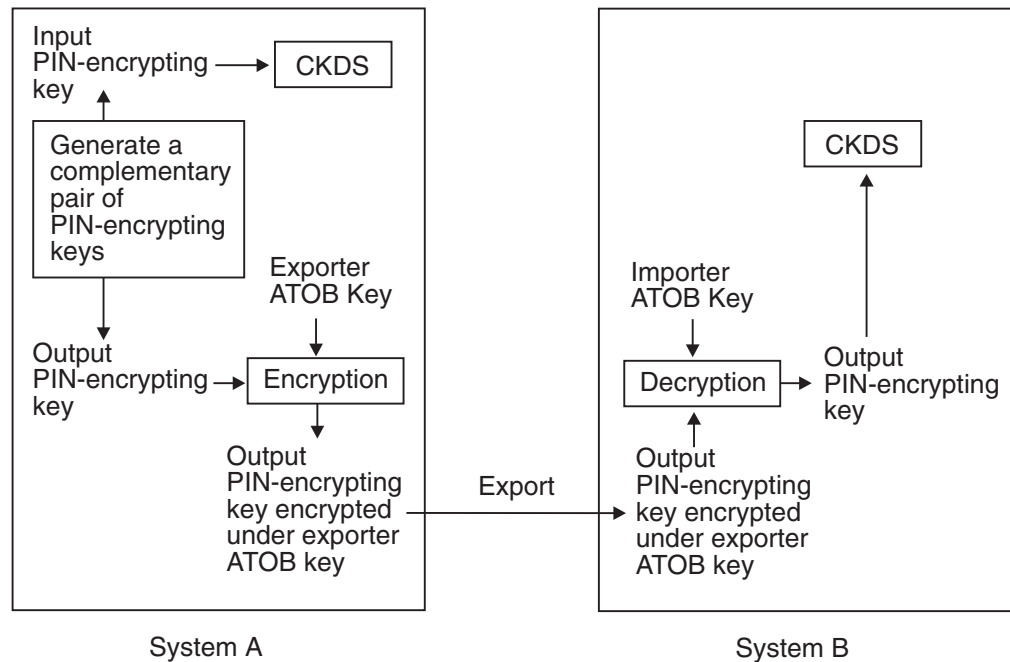 Input
PIN-encrypting
key
CKDS
Generate a
complementary
pair of
PIN-encrypting
keys
Exporter
ATOB Key
Output
PIN-encrypting
key
Encryption
Output
PIN-encrypting
key encrypted
under exporter
ATOB key
System A
Export
CKDS
Importer
ATOB Key
Decryption
Output
PIN-encrypting
key
Output
PIN-encrypting
key encrypted
under exporter
ATOB key
System B